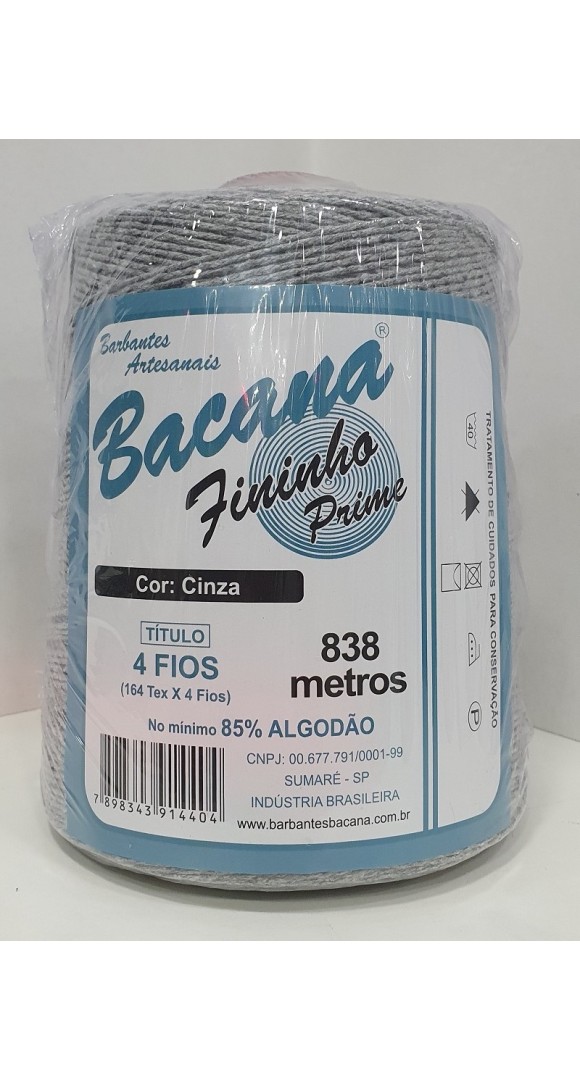 Barbantes
Artesanais
Bacana®
Fininho
Prime
Cor: Cinza
TÍTULO
4 FIOS
(164 Tex X 4 Fios)
838
metros
No mínimo 85% ALGODÃO
CNPJ: 00.677.791/0001-99
SUMARÉ - SP
INDÚSTRIA BRASILEIRA
www.barbantesbacana.com.br
7 898343 914404
TRATAMENTO DE CUIDADOS PARA CONSERVAÇÃO
40
P